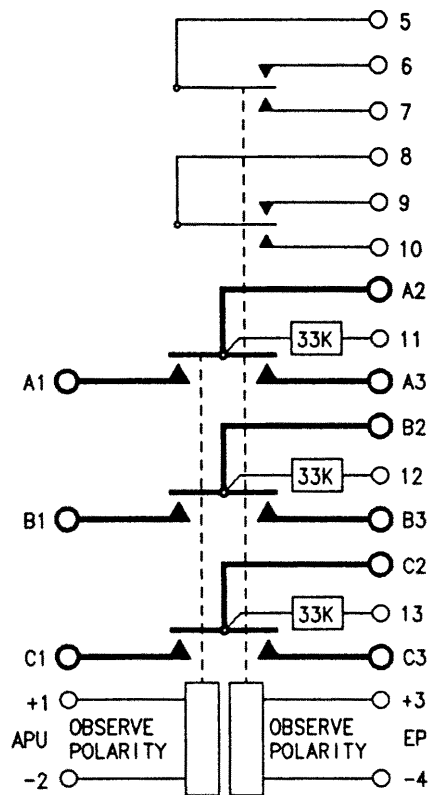 5
6
7
8
9
10
A2
33K 11
A1 A3
B2
33K 12
B1 B3
C2
33K 13
C1 C3
+1 +3
APU OBSERVE POLARITY OBSERVE POLARITY EP
-2 -4